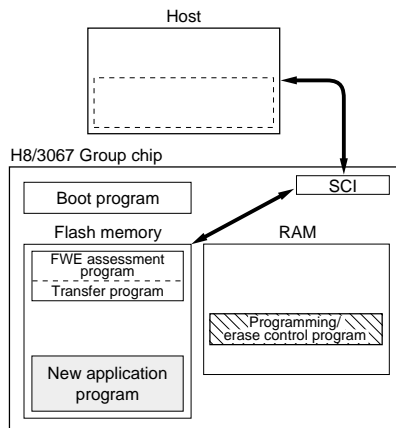 Host
H8/3067 Group chip
SCI
Boot program
Flash memory
RAM
FWE assessment
program
Transfer program
Programming/
erase control program
New application
program